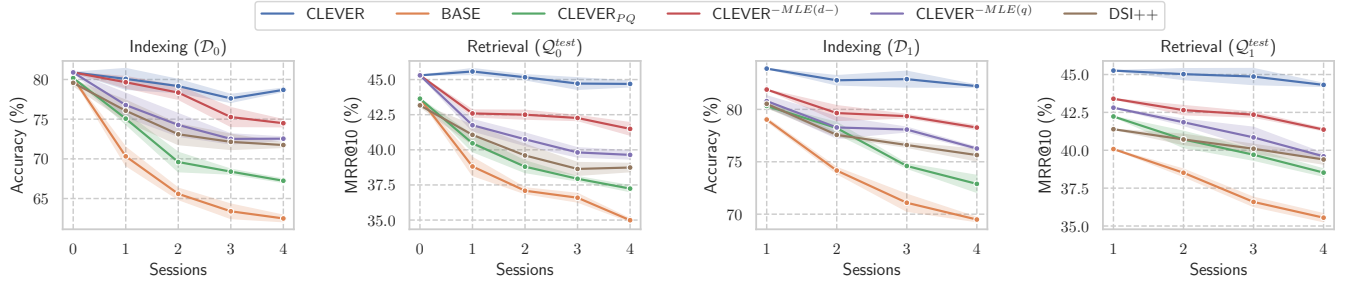 CLEVER BASE CLEVER_{PQ} CLEVER^{-MLE(d-)} CLEVER^{-MLE(q)} DSI++
Indexing (𝒟_0)
80
75
70
65
Accuracy (%)
0 1 2 3 4
Sessions
Retrieval (𝒬_0^{test})
45.0
42.5
40.0
37.5
35.0
MRR@10 (%)
0 1 2 3 4
Sessions
Indexing (𝒟_1)
80
75
70
Accuracy (%)
1 2 3 4
Sessions
Retrieval (𝒬_1^{test})
45.0
42.5
40.0
37.5
35.0
MRR@10 (%)
1 2 3 4
Sessions